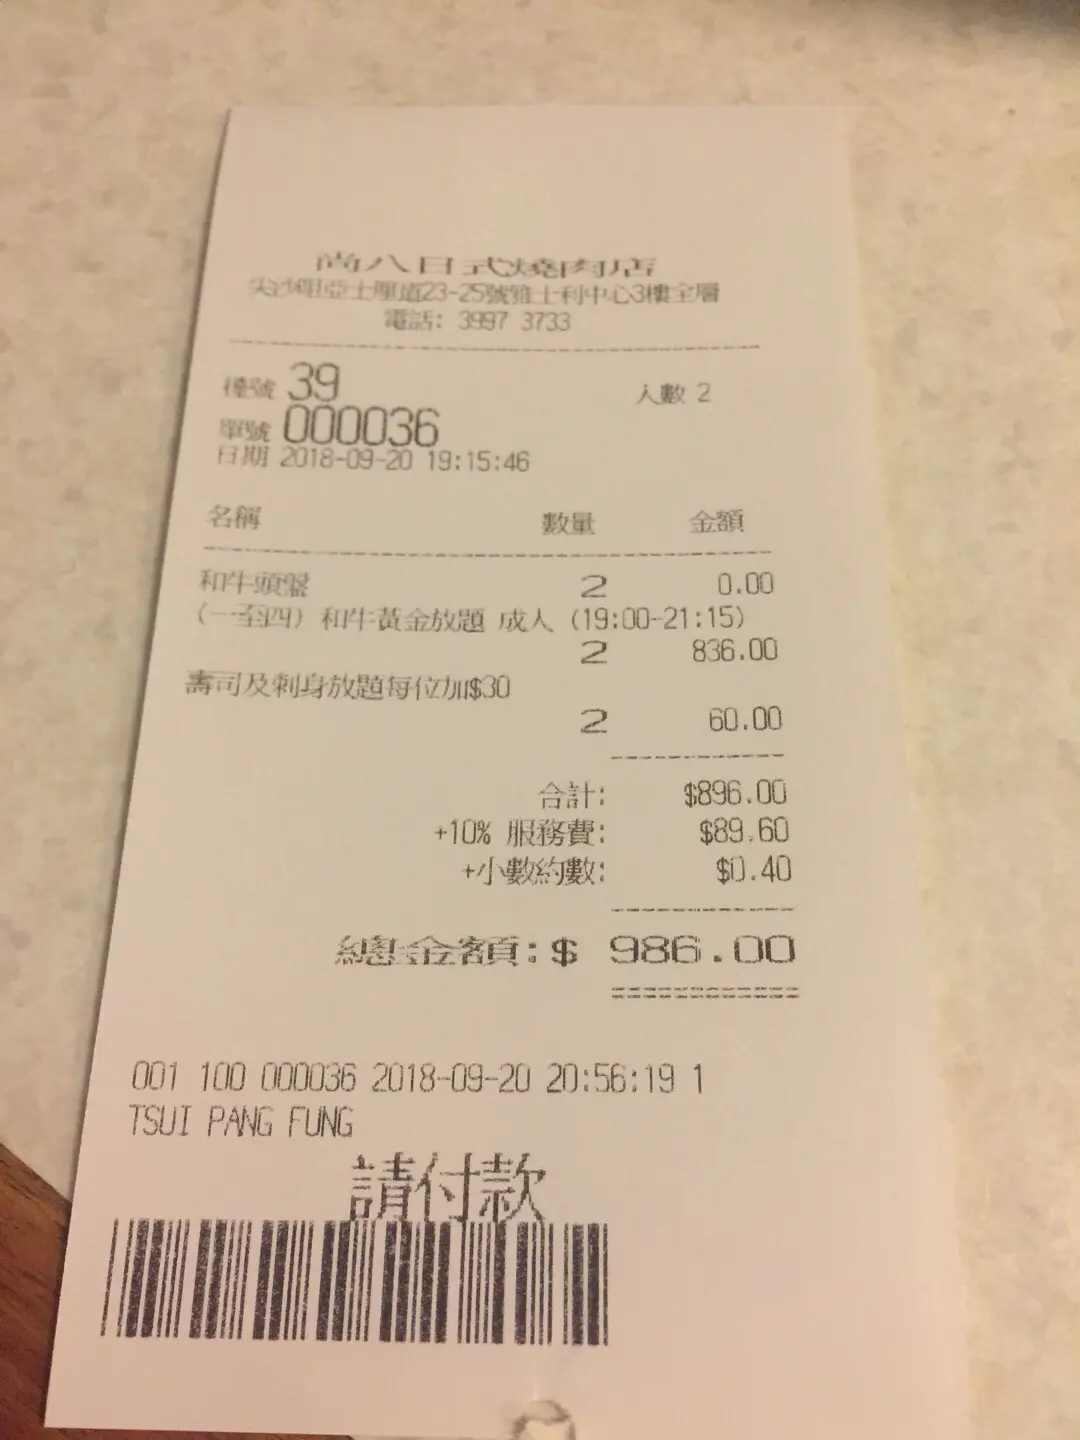 尚八日式燒肉店
尖沙咀亞士厘道23-25號雅士利中心3樓全層
電話: 3997 3733
檯號 39
人數 2
單號 000036
日期 2018-09-20 19:15:46
名稱 數量 金額
和牛頭盤 2 0.00
(一至四) 和牛黃金放題 成人 (19:00-21:15)
2 836.00
壽司及刺身放題每位加$30
2 60.00
合計: $896.00
+10% 服務費: $89.60
+小數約數: $0.40
總金額:$ 986.00
001 100 000036 2018-09-20 20:56:19 1
TSUI PANG FUNG
請付款